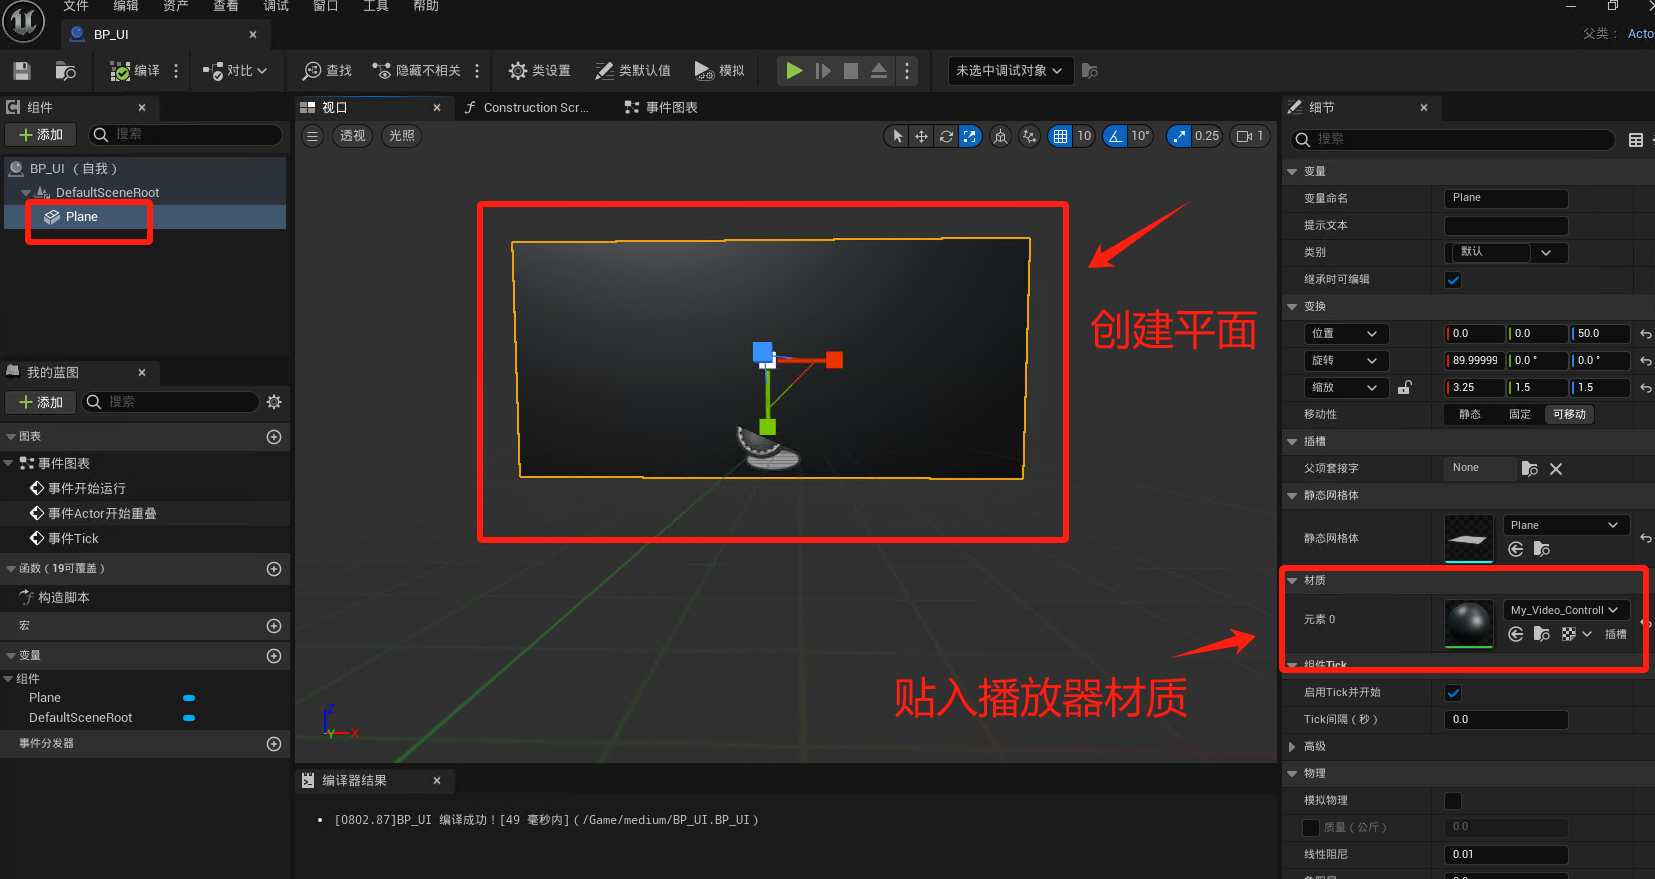 文件 编辑 资产 查看 调试 窗口 工具 帮助
BP_UI
父类： Acto
编译 对比 查找 隐藏不相关 类设置 类默认值 模拟 未选中调试对象
组件
添加 搜索
BP_UI （自我）
DefaultSceneRoot
Plane
我的蓝图
添加 搜索
图表
事件图表
事件开始运行
事件Actor开始重叠
事件Tick
函数（19可覆盖）
构造脚本
宏
变量
组件
Plane
DefaultSceneRoot
事件分发器
视口 Construction Scr... 事件图表
透视 光照 10 10° 0.25 1
创建平面
贴入播放器材质
Z
Y X
编译器结果
[0802.87]BP_UI 编译成功！[49 毫秒内]（/Game/medium/BP_UI.BP_UI）
细节
搜索
变量
变量命名 Plane
提示文本
类别 默认
继承时可编辑
变换
位置 0.0 0.0 50.0
旋转 89.99999 0.0 ° 0.0 °
缩放 3.25 1.5 1.5
移动性 静态 固定 可移动
插槽
父项套接字 None
静态网格体
静态网格体 Plane
材质
元素 0 My_Video_Controll
插槽
组件Tick
启用Tick并开始
Tick间隔（秒） 0.0
高级
物理
模拟物理
质量（公斤） 0.0
线性阻尼 0.01